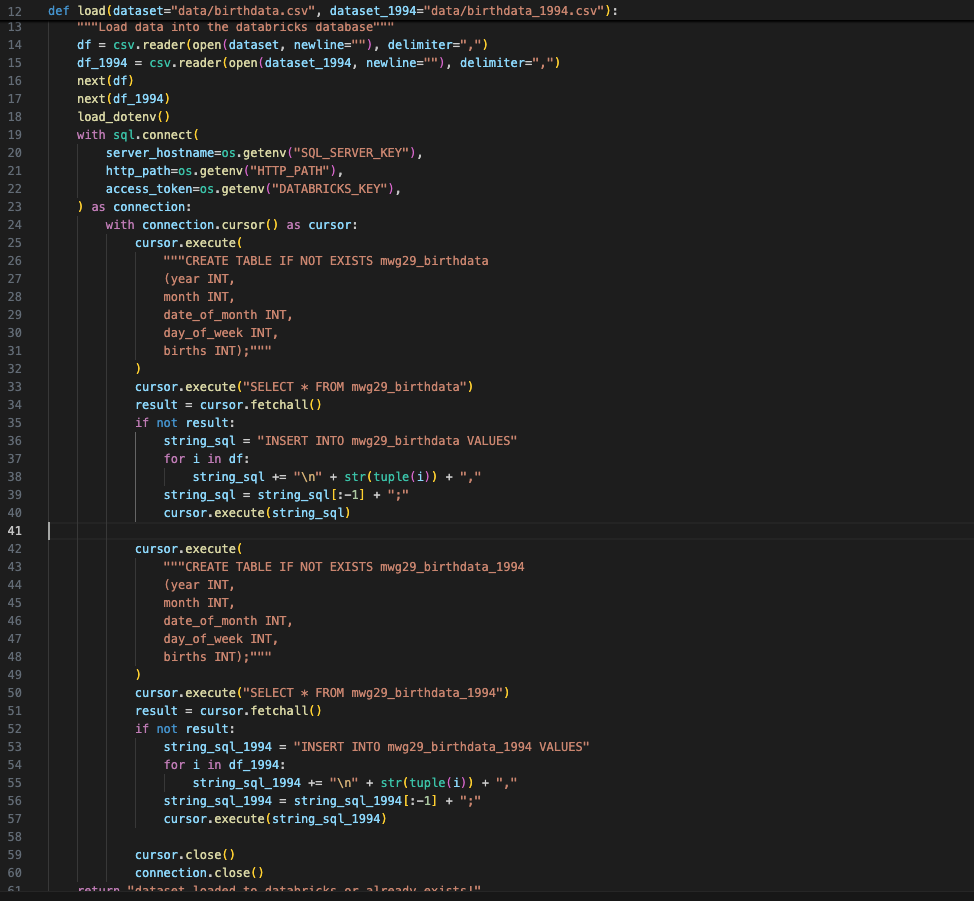 12 def load(dataset="data/birthdata.csv", dataset_1994="data/birthdata_1994.csv"):
13 """Load data into the databricks database"""
14 df = csv.reader(open(dataset, newline=""), delimiter=",")
15 df_1994 = csv.reader(open(dataset_1994, newline=""), delimiter=",")
16 next(df)
17 next(df_1994)
18 load_dotenv()
19 with sql.connect(
20 server_hostname=os.getenv("SQL_SERVER_KEY"),
21 http_path=os.getenv("HTTP_PATH"),
22 access_token=os.getenv("DATABRICKS_KEY"),
23 ) as connection:
24 with connection.cursor() as cursor:
25 cursor.execute(
26 """CREATE TABLE IF NOT EXISTS mwg29_birthdata
27 (year INT,
28 month INT,
29 date_of_month INT,
30 day_of_week INT,
31 births INT);"""
32 )
33 cursor.execute("SELECT * FROM mwg29_birthdata")
34 result = cursor.fetchall()
35 if not result:
36 string_sql = "INSERT INTO mwg29_birthdata VALUES"
37 for i in df:
38 string_sql += "\n" + str(tuple(i)) + ","
39 string_sql = string_sql[:-1] + ";"
40 cursor.execute(string_sql)
41
42 cursor.execute(
43 """CREATE TABLE IF NOT EXISTS mwg29_birthdata_1994
44 (year INT,
45 month INT,
46 date_of_month INT,
47 day_of_week INT,
48 births INT);"""
49 )
50 cursor.execute("SELECT * FROM mwg29_birthdata_1994")
51 result = cursor.fetchall()
52 if not result:
53 string_sql_1994 = "INSERT INTO mwg29_birthdata_1994 VALUES"
54 for i in df_1994:
55 string_sql_1994 += "\n" + str(tuple(i)) + ","
56 string_sql_1994 = string_sql_1994[:-1] + ";"
57 cursor.execute(string_sql_1994)
58
59 cursor.close()
60 connection.close()
61 return "dataset loaded to databricks or already exists!"